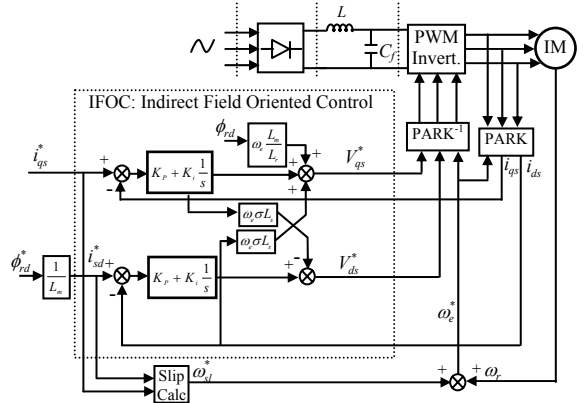 L
C_f
PWM
Invert.
IM
IFOC: Indirect Field Oriented Control
i*_qs
+
-
K_P + K_i 1/s
ϕ_rd
ω_e L_m/L_r
+
+
+
V*_qs
PARK⁻¹
PARK
i_qs
i_ds
ω_e σL_s
ω_e σL_s
ϕ*_rd
1/L_m
i*_sd
+
-
K_P + K_i 1/s
+
-
V*_ds
ω*_e
Slip
Calc
ω*_sl
+
+
ω_r